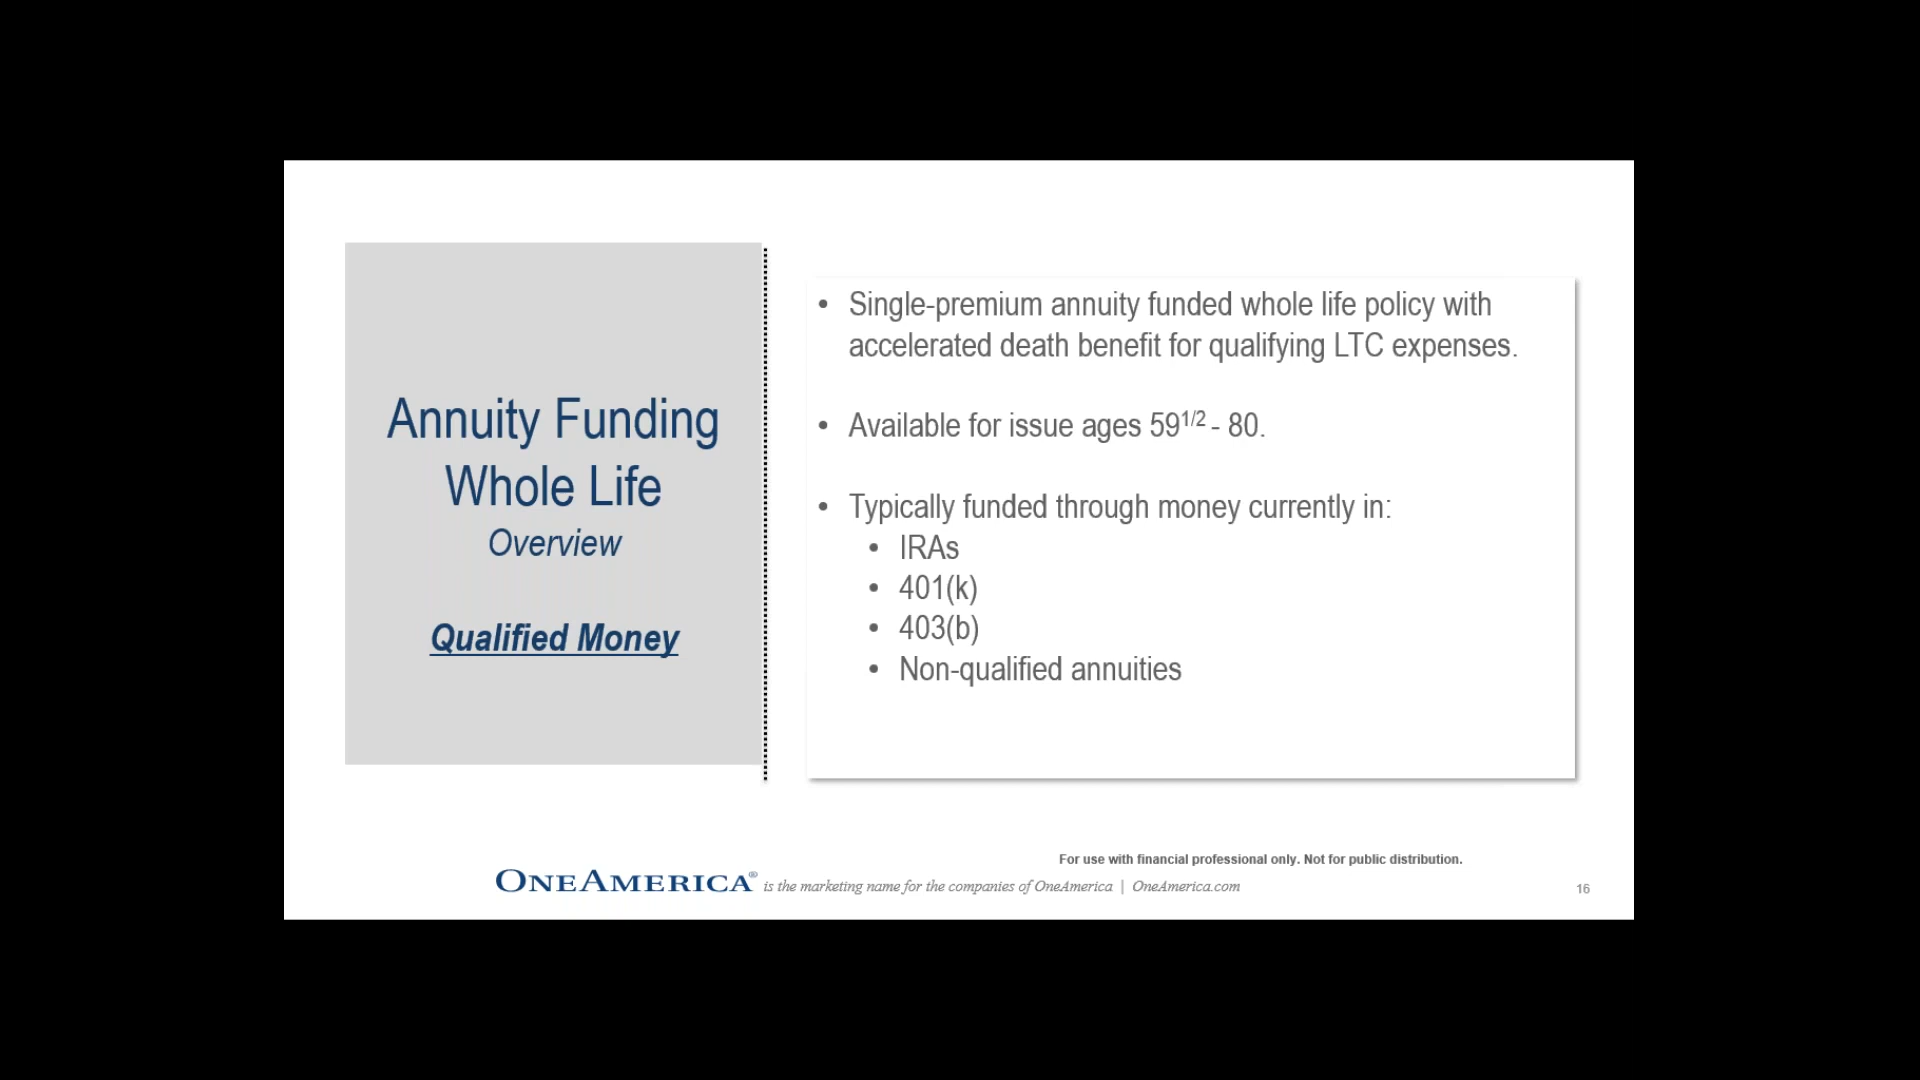 Annuity Funding
Whole Life
Overview
Qualified Money
• Single-premium annuity funded whole life policy with
accelerated death benefit for qualifying LTC expenses.
• Available for issue ages 591/2 - 80.
• Typically funded through money currently in:
• IRAs
• 401(k)
• 403(b)
• Non-qualified annuities
For use with financial professional only. Not for public distribution.
ONEAMERICA® is the marketing name for the companies of OneAmerica | OneAmerica.com
16